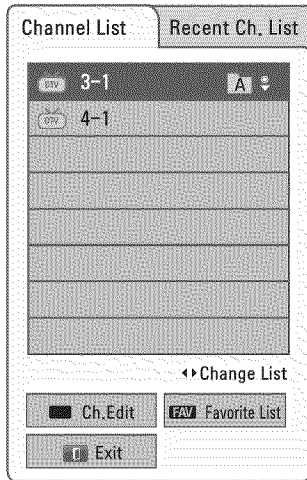 Channel List
Recent Ch. List
DTV 3-1 A
DTV 4-1
Change List
Ch.Edit
FAV Favorite List
Exit